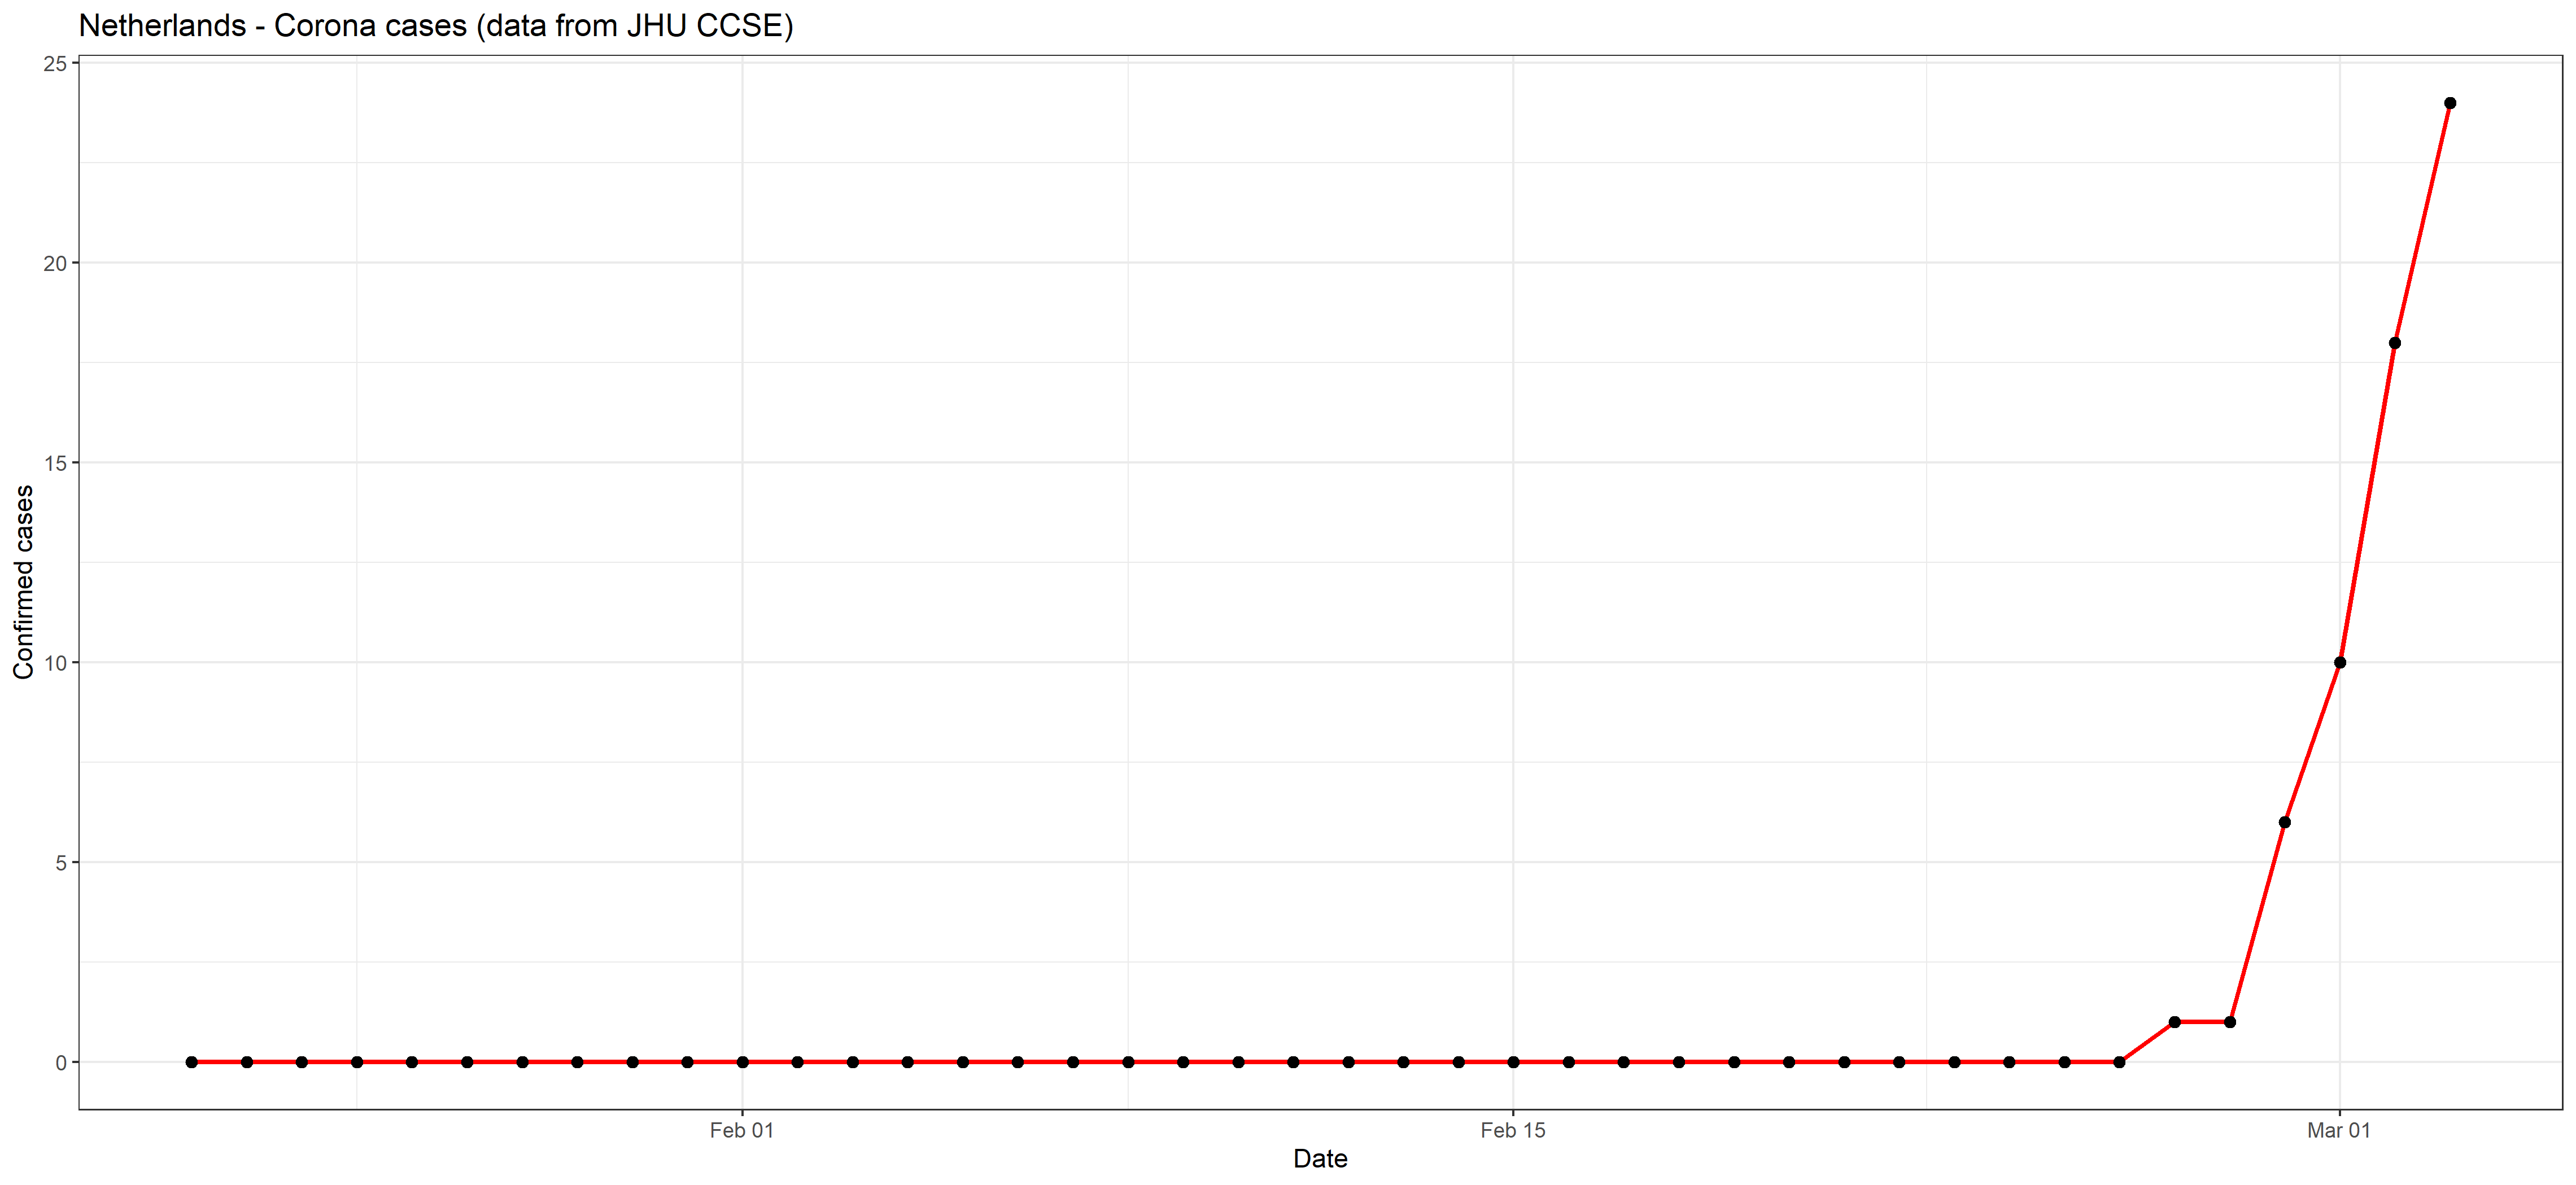 Netherlands - Corona cases (data from JHU CCSE)
25
20
15
10
5
0
Confirmed cases
Feb 01
Feb 15
Mar 01
Date